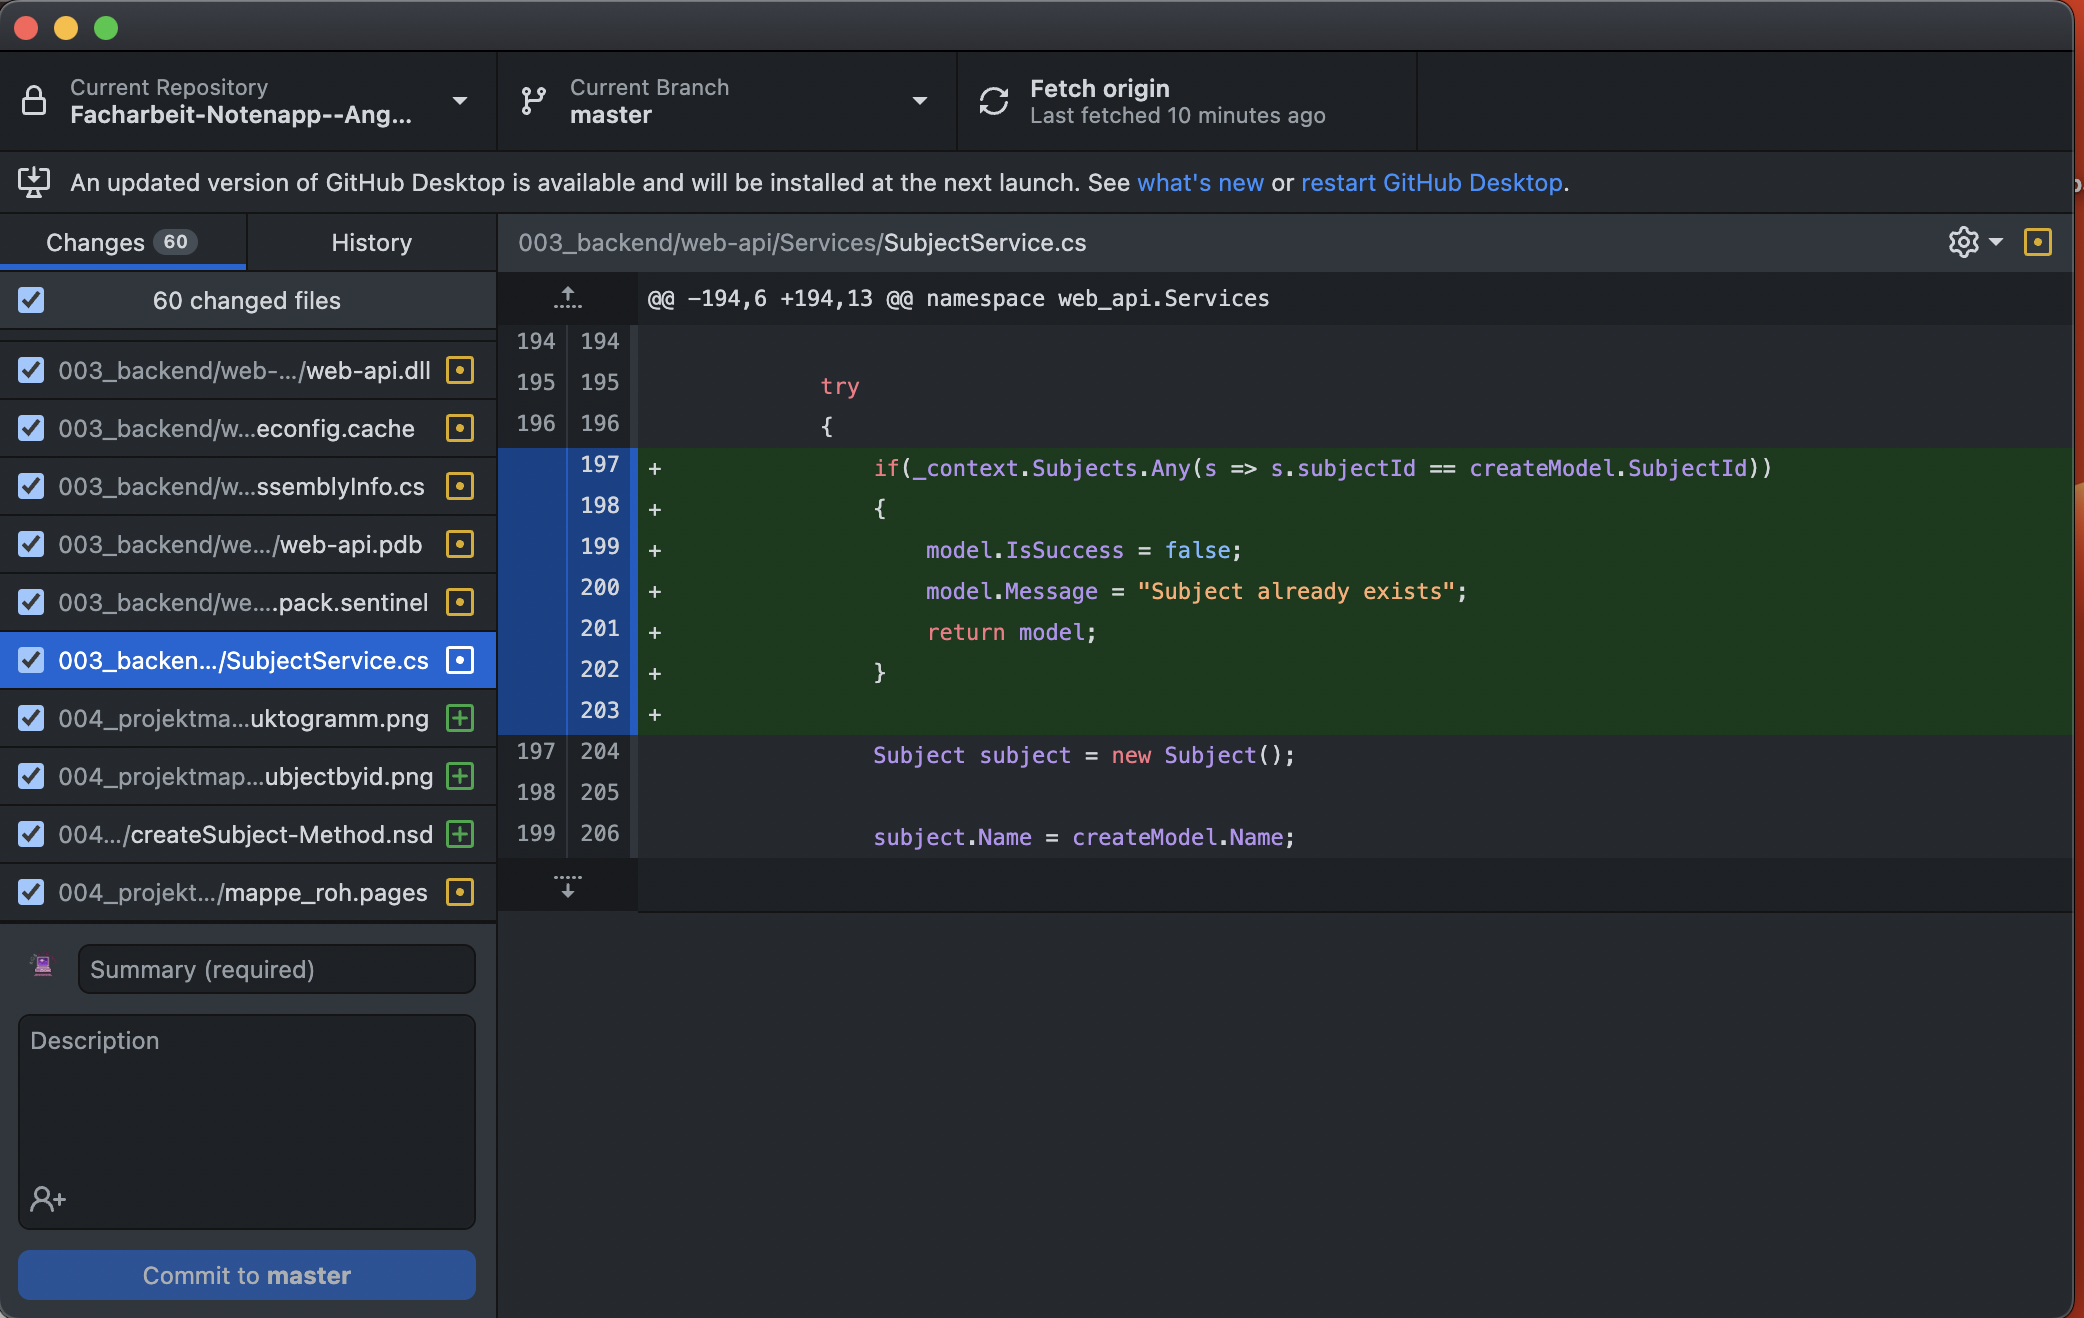 Current Repository
Facharbeit-Notenapp--Ang...
Current Branch
master
Fetch origin
Last fetched 10 minutes ago
An updated version of GitHub Desktop is available and will be installed at the next launch. See what's new or restart GitHub Desktop.
Changes 60
History
60 changed files
003_backend/web-.../web-api.dll
003_backend/w...econfig.cache
003_backend/w...ssemblyInfo.cs
003_backend/we.../web-api.pdb
003_backend/we....pack.sentinel
003_backen.../SubjectService.cs
004_projektma...uktogramm.png
004_projektmap...ubjectbyid.png
004.../createSubject-Method.nsd
004_projekt.../mappe_roh.pages
Summary (required)
Description
Commit to master
003_backend/web-api/Services/SubjectService.cs
@@ -194,6 +194,13 @@ namespace web_api.Services
194 194
195 195 try
196 196 {
197 + if(_context.Subjects.Any(s => s.subjectId == createModel.SubjectId))
198 + {
199 + model.IsSuccess = false;
200 + model.Message = "Subject already exists";
201 + return model;
202 + }
203 +
197 204 Subject subject = new Subject();
198 205
199 206 subject.Name = createModel.Name;